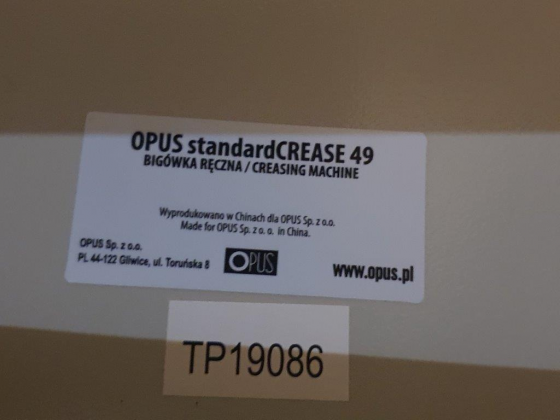 OPUS standardCREASE 49
BIGÓWKA RĘCZNA / CREASING MACHINE
Wyprodukowano w Chinach dla OPUS Sp. z o.o.
Made for OPUS Sp. z o. o. in China.
OPUS Sp. z o.o.
PL 44-122 Gliwice, ul. Toruńska 8
OPUS
www.opus.pl
TP19086